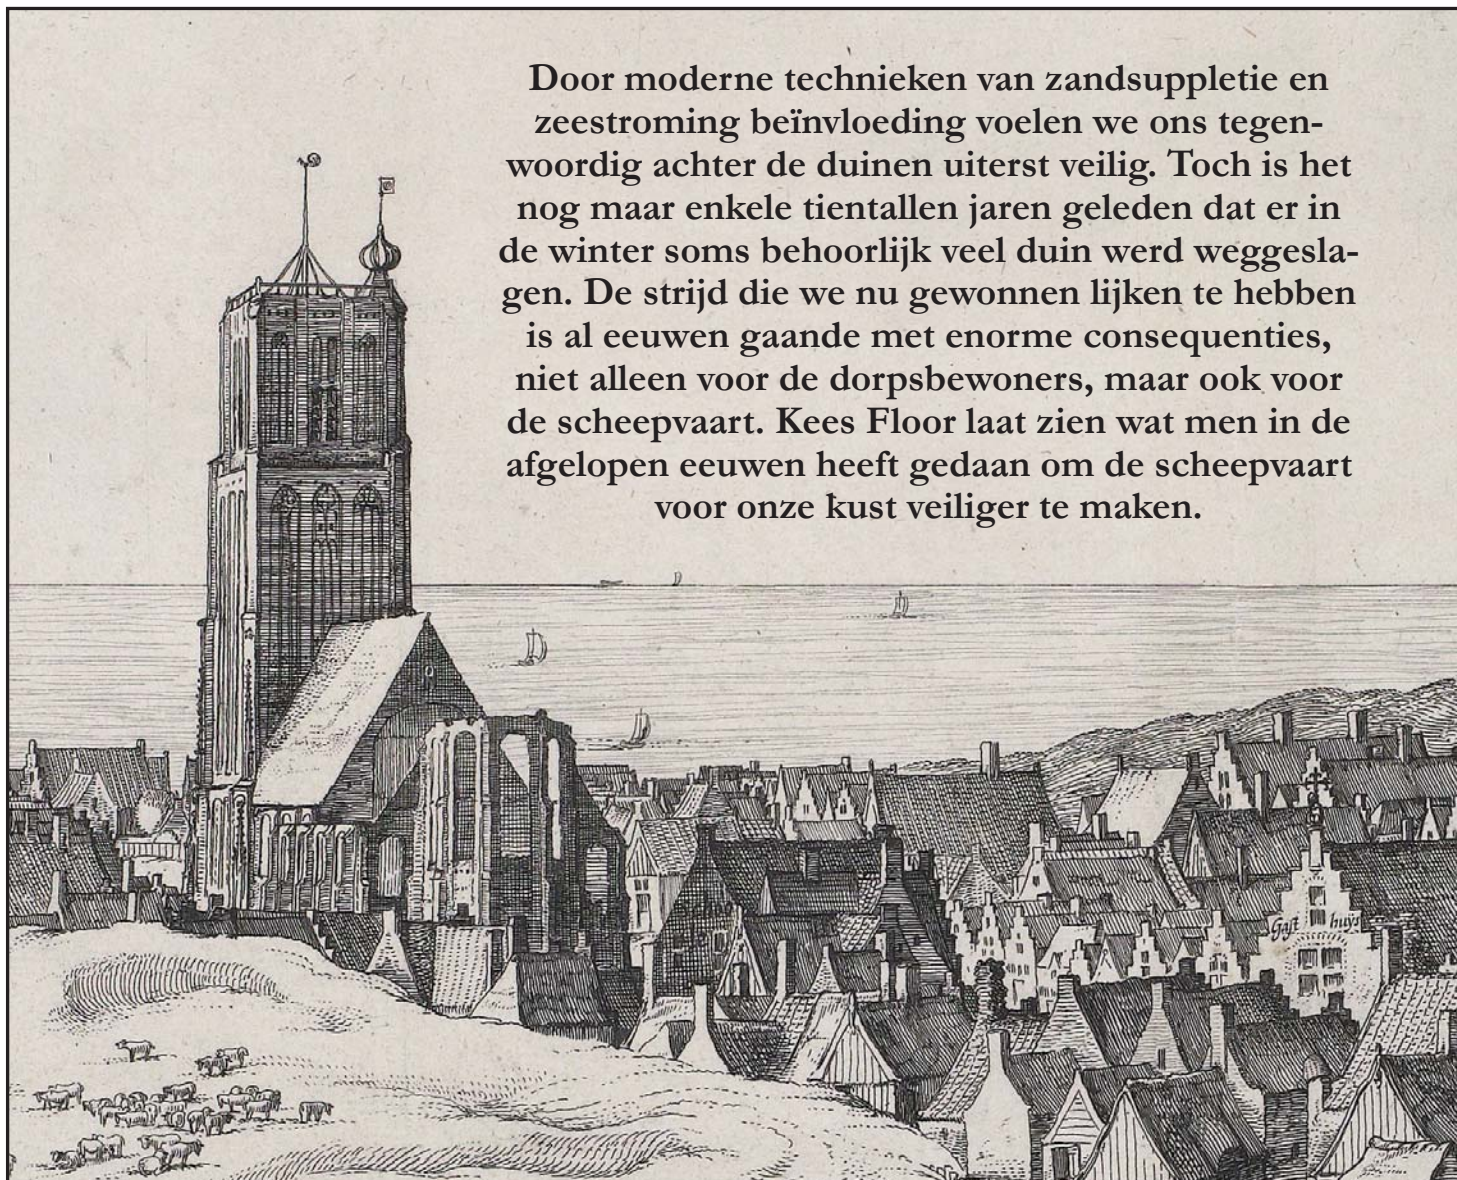 Door moderne technieken van zandsuppletie en
zeestroming beïnvloeding voelen we ons tegen-
woordig achter de duinen uiterst veilig. Toch is het
nog maar enkele tientallen jaren geleden dat er in
de winter soms behoorlijk veel duin werd weggesla-
gen. De strijd die we nu gewonnen lijken te hebben
is al eeuwen gaande met enorme consequenties,
niet alleen voor de dorpsbewoners, maar ook voor
de scheepvaart. Kees Floor laat zien wat men in de
afgelopen eeuwen heeft gedaan om de scheepvaart
voor onze kust veiliger te maken.
Gast huys